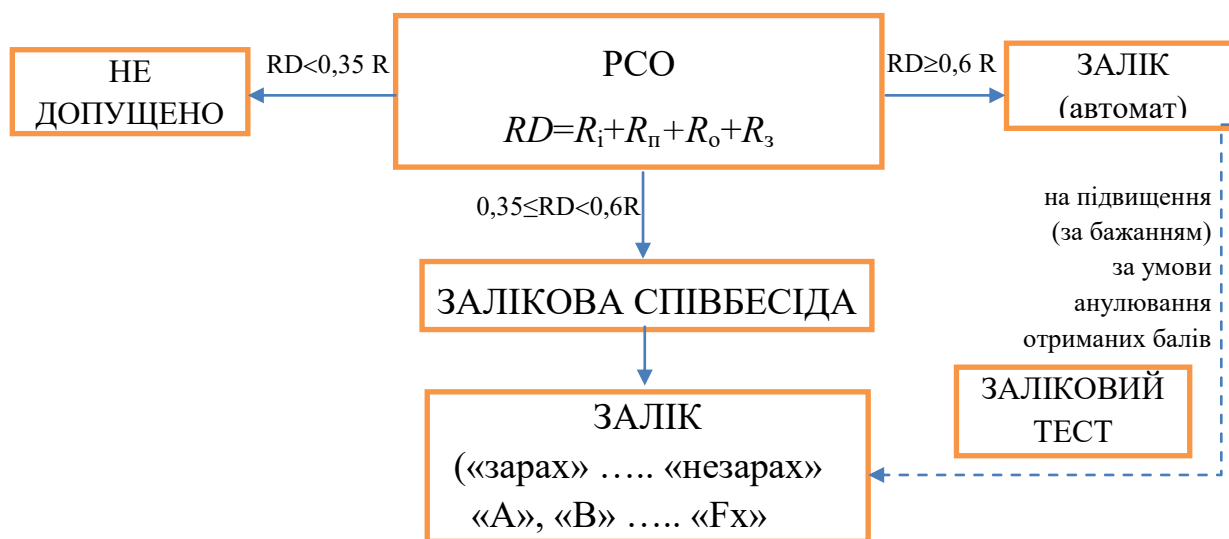 НЕ
ДОПУЩЕНО
RD<0,35 R
РСО
RD=Rі+Rп+Rо+Rз
RD≥0,6 R
ЗАЛІК
(автомат)
0,35≤RD<0,6R
на підвищення
(за бажанням)
за умови
анулювання
отриманих балів
ЗАЛІКОВА СПІВБЕСІДА
ЗАЛІКОВИЙ
ТЕСТ
ЗАЛІК
(«зарах» ….. «незарах»
«А», «В» ….. «Fx»